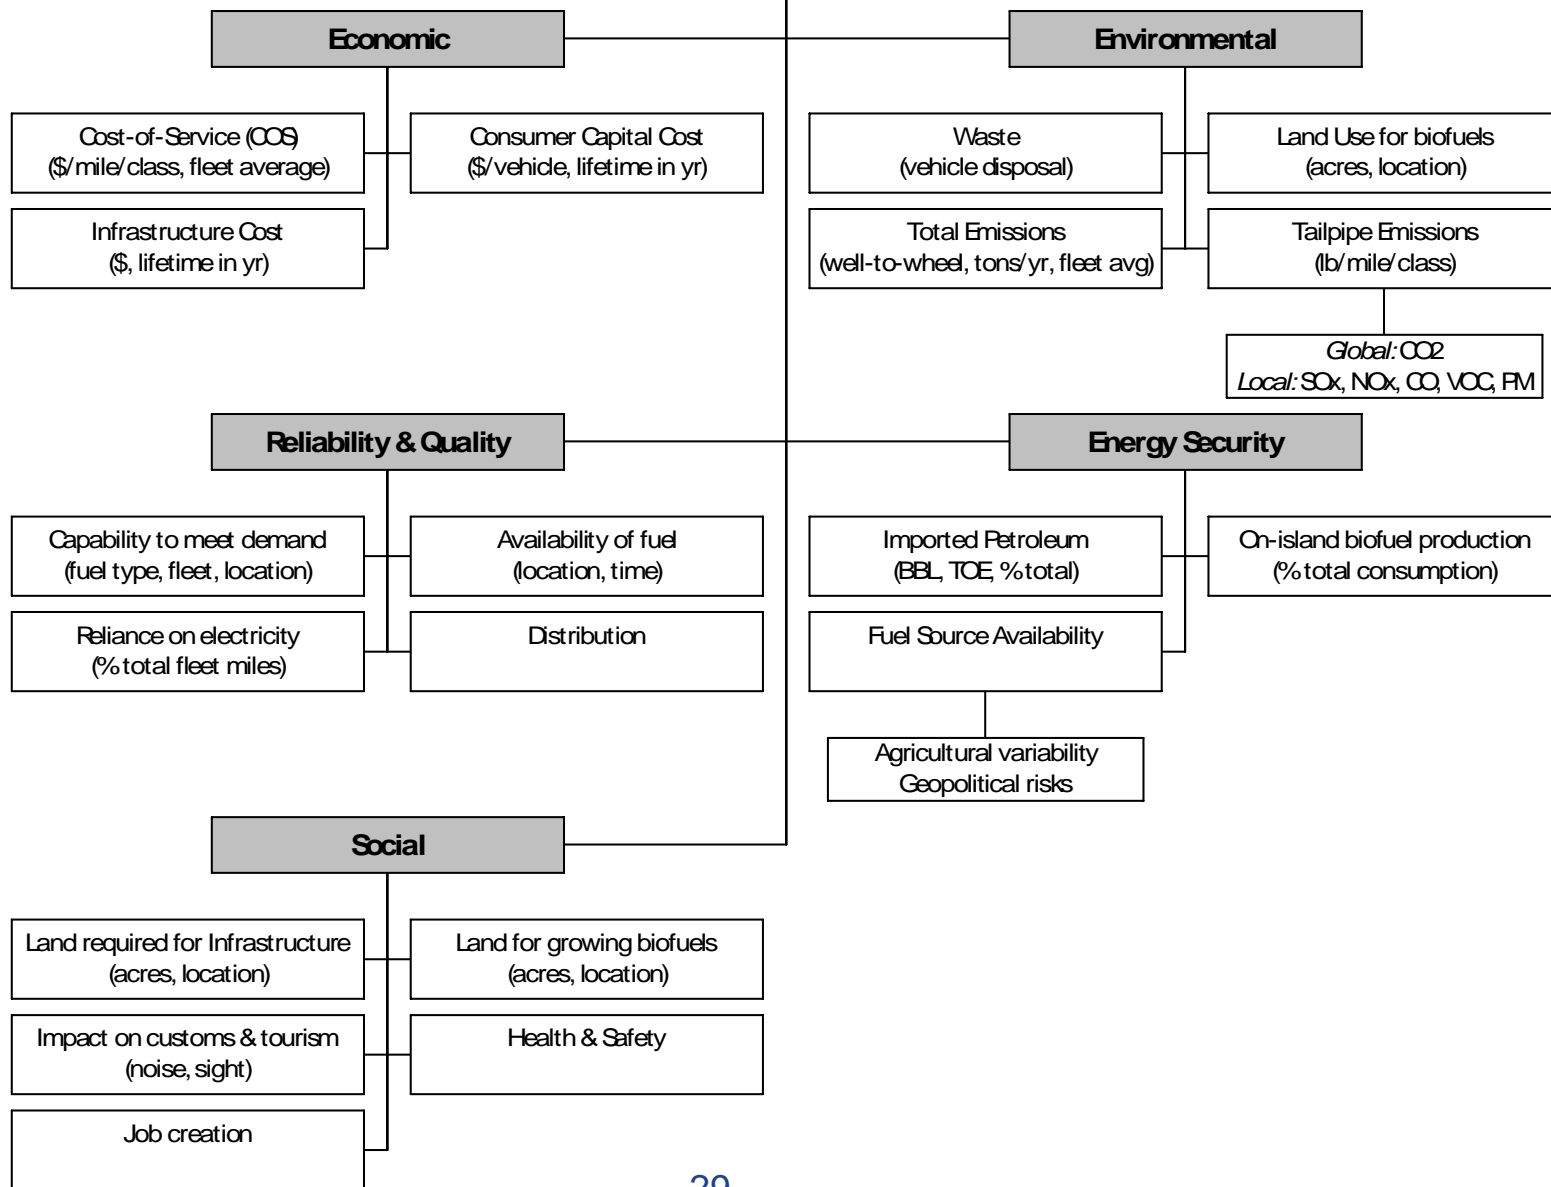 Economic
Environmental
Cost-of-Service (COS)
($/mile/class, fleet average)
Consumer Capital Cost
($/vehicle, lifetime in yr)
Infrastructure Cost
($, lifetime in yr)
Waste
(vehicle disposal)
Land Use for biofuels
(acres, location)
Total Emissions
(well-to-wheel, tons/yr, fleet avg)
Tailpipe Emissions
(lb/mile/class)
Global: CO2
Local: SOx, NOx, CO, VOC, PM
Reliability & Quality
Energy Security
Capability to meet demand
(fuel type, fleet, location)
Availability of fuel
(location, time)
Reliance on electricity
(% total fleet miles)
Distribution
Imported Petroleum
(BBL, TOE, % total)
On-island biofuel production
(% total consumption)
Fuel Source Availability
Agricultural variability
Geopolitical risks
Social
Land required for Infrastructure
(acres, location)
Land for growing biofuels
(acres, location)
Impact on customs & tourism
(noise, sight)
Health & Safety
Job creation
29